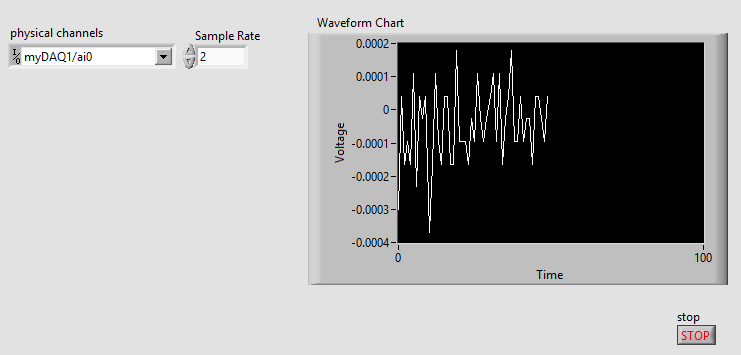 physical channels
Sample Rate
I/0 myDAQ1/ai0
2
Waveform Chart
0.0002
0.0001
0
-0.0001
-0.0002
-0.0003
-0.0004
Voltage
0
100
Time
stop
STOP